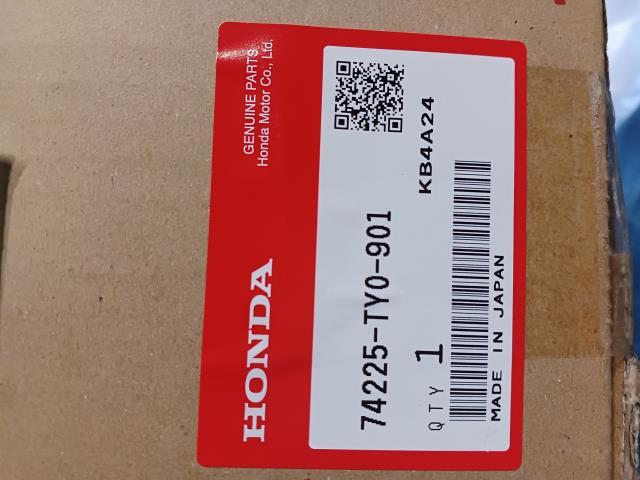 GENUINE PARTS
Honda Motor Co., Ltd.
HONDA
KB4A24
74225-TY0-901
QTY 1
MADE IN JAPAN